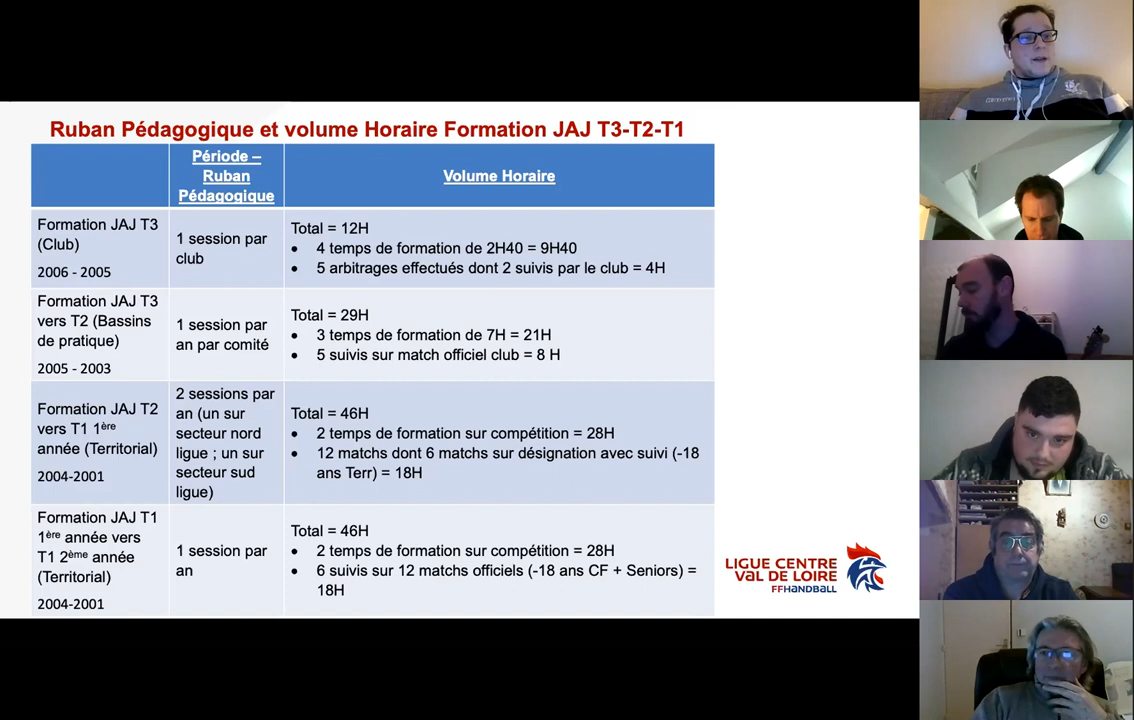 Ruban Pédagogique et volume Horaire Formation JAJ T3-T2-T1
Période –
Ruban
Pédagogique
Volume Horaire
Formation JAJ T3
(Club)
2006 - 2005
1 session par
club
Total = 12H
• 4 temps de formation de 2H40 = 9H40
• 5 arbitrages effectués dont 2 suivis par le club = 4H
Formation JAJ T3
vers T2 (Bassins
de pratique)
2005 - 2003
1 session par
an par comité
Total = 29H
• 3 temps de formation de 7H = 21H
• 5 suivis sur match officiel club = 8 H
Formation JAJ T2
vers T1 1ère
année (Territorial)
2004-2001
2 sessions par
an (un sur
secteur nord
ligue ; un sur
secteur sud
ligue)
Total = 46H
• 2 temps de formation sur compétition = 28H
• 12 matchs dont 6 matchs sur désignation avec suivi (-18
ans Terr) = 18H
Formation JAJ T1
1ère année vers
T1 2ème année
(Territorial)
2004-2001
1 session par
an
Total = 46H
• 2 temps de formation sur compétition = 28H
• 6 suivis sur 12 matchs officiels (-18 ans CF + Seniors) =
18H
LIGUE CENTRE
VAL DE LOIRE
FFHANDBALL